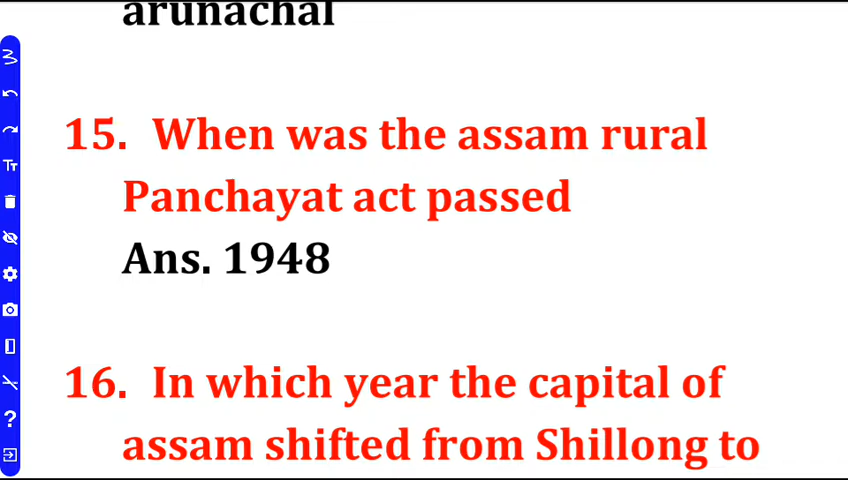 arunachal
15. When was the assam rural
Panchayat act passed
Ans. 1948
16. In which year the capital of
assam shifted from Shillong to